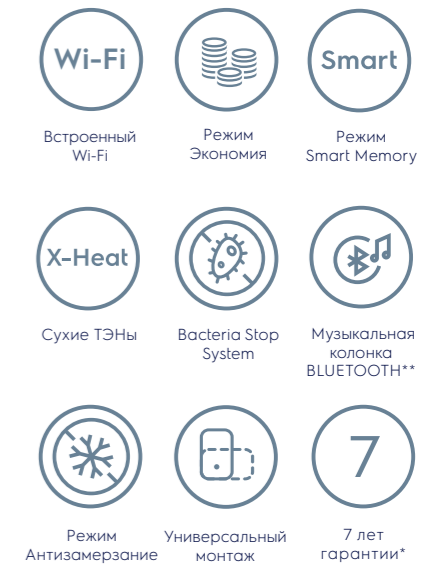 Wi-Fi
Встроенный
Wi-Fi
Режим
Экономия
Smart
Режим
Smart Memory
X-Heat
Сухие ТЭНы
Bacteria Stop
System
Музыкальная
колонка
BLUETOOTH**
Режим
Антизамерзание
Универсальный
монтаж
7
7 лет
гарантии*